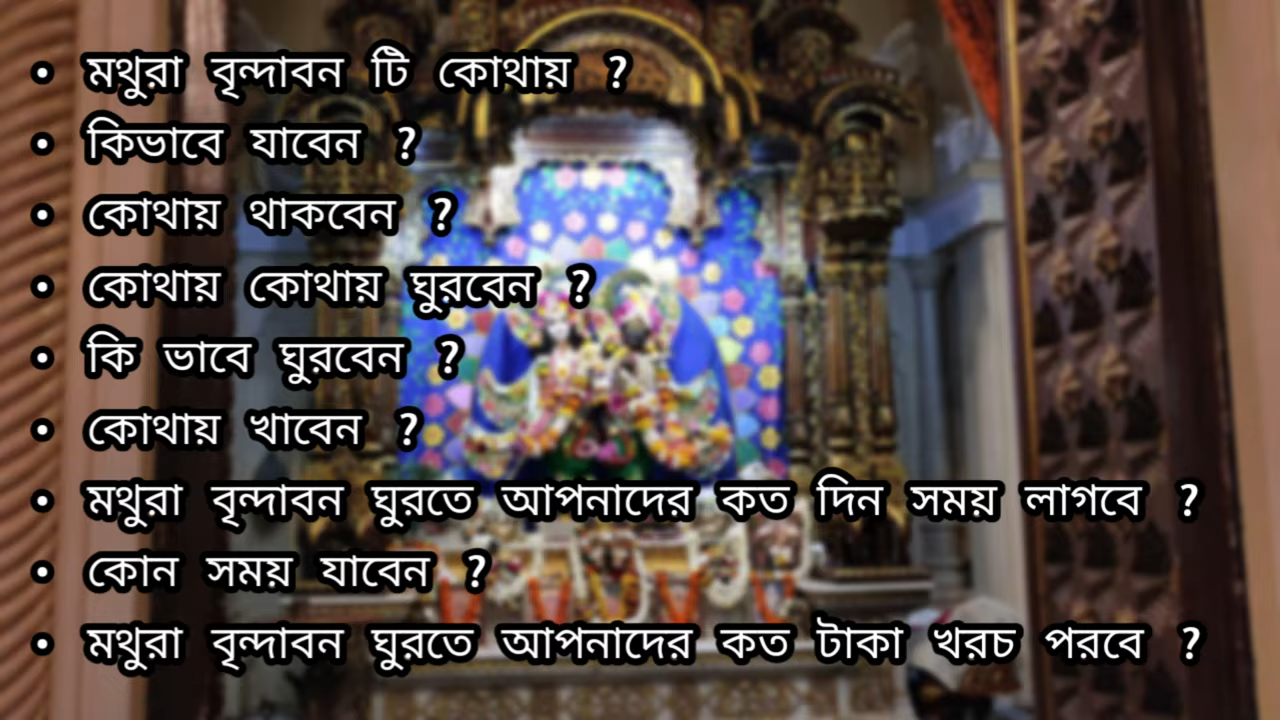 • মথুরা বৃন্দাবন টি কোথায় ?
• কিভাবে যাবেন ?
• কোথায় থাকবেন ?
• কোথায় কোথায় ঘুরবেন ?
• কি ভাবে ঘুরবেন ?
• কোথায় খাবেন ?
• মথুরা বৃন্দাবন ঘুরতে আপনাদের কত দিন সময় লাগবে ?
• কোন সময় যাবেন ?
• মথুরা বৃন্দাবন ঘুরতে আপনাদের কত টাকা খরচ পরবে ?